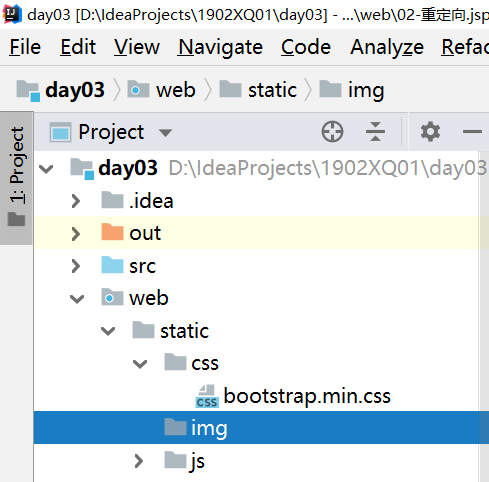 day03 [D:\IdeaProjects\1902XQ01\day03] - ...\web\02-重定向.jsp
File Edit View Navigate Code Analyze Refac
day03 web static img
1: Project
Project
day03 D:\IdeaProjects\1902XQ01\day03
.idea
out
src
web
static
css
CSS bootstrap.min.css
img
js